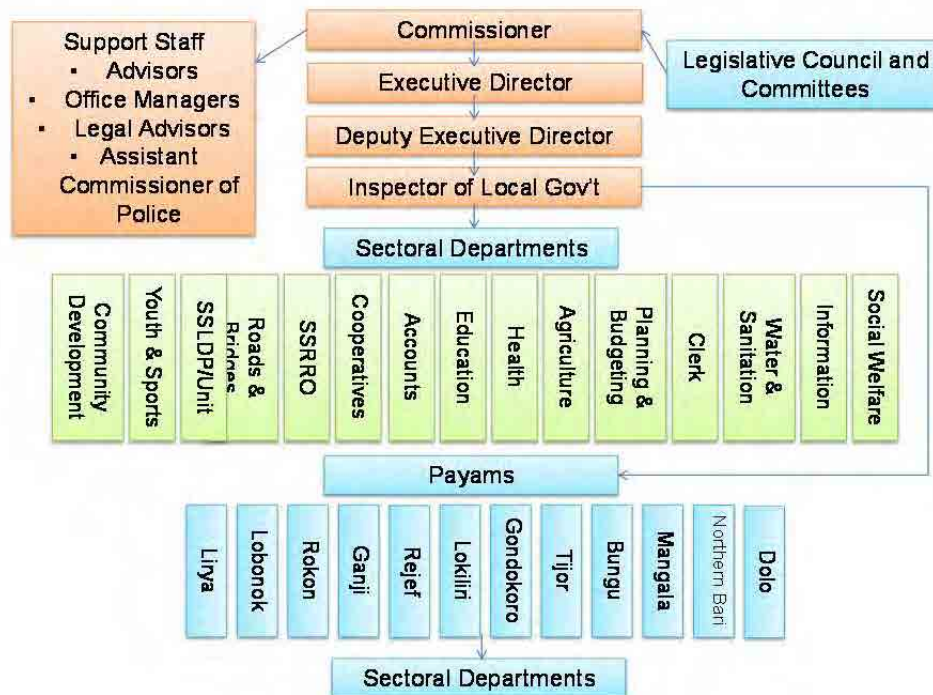 Commissioner
Support Staff
▪ Advisors
▪ Office Managers
▪ Legal Advisors
▪ Assistant
Commissioner of
Police
Legislative Council and
Committees
Executive Director
Deputy Executive Director
Inspector of Local Gov't
Sectoral Departments
Community
Development
Youth & Sports
SSLDP/Unit
Roads &
Bridges
SSRRO
Cooperatives
Accounts
Education
Health
Agriculture
Planning &
Budgeting
Clerk
Water &
Sanitation
Information
Social Welfare
Payams
Lirya
Lobonok
Rokon
Ganji
Rejef
Lokiliri
Gondokoro
Tijor
Bungu
Mangala
Northern Bari
Dolo
Sectoral Departments